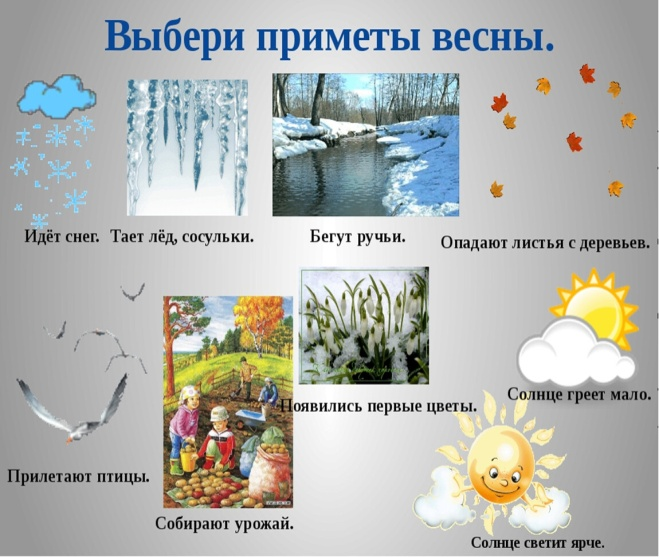 Выбери приметы весны.
Идёт снег.
Тает лёд, сосульки.
Бегут ручьи.
Опадают листья с деревьев.
Появились первые цветы.
Солнце греет мало.
Прилетают птицы.
Собирают урожай.
Солнце светит ярче.